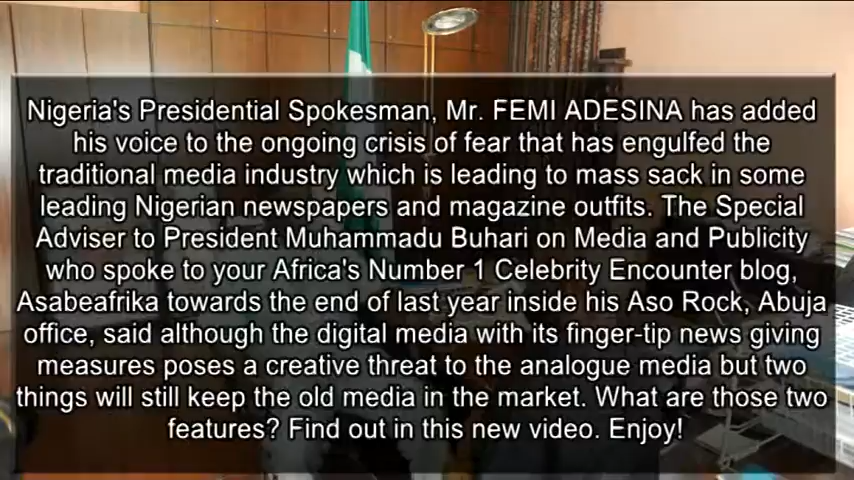 Nigeria's Presidential Spokesman, Mr. FEMI ADESINA has added
his voice to the ongoing crisis of fear that has engulfed the
traditional media industry which is leading to mass sack in some
leading Nigerian newspapers and magazine outfits. The Special
Adviser to President Muhammadu Buhari on Media and Publicity
who spoke to your Africa's Number 1 Celebrity Encounter blog,
Asabeafrika towards the end of last year inside his Aso Rock, Abuja
office, said although the digital media with its finger-tip news giving
measures poses a creative threat to the analogue media but two
things will still keep the old media in the market. What are those two
features? Find out in this new video. Enjoy!